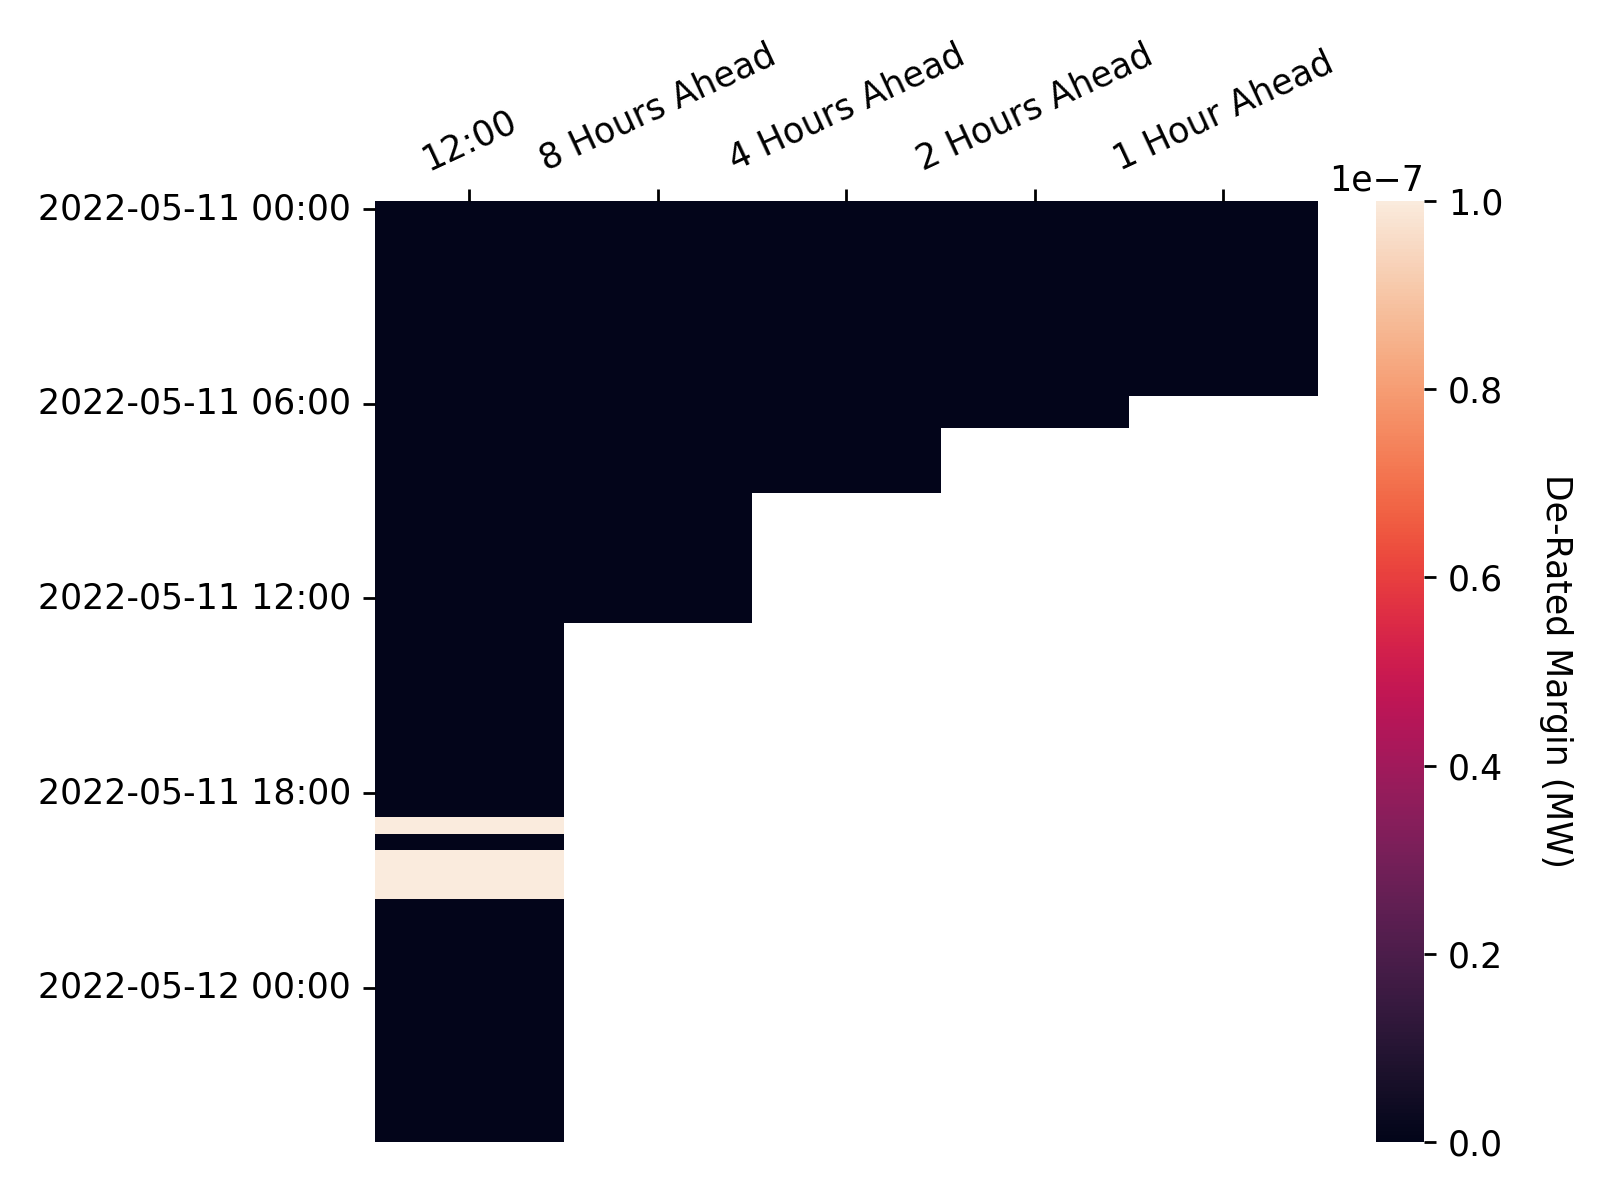 12:00
8 Hours Ahead
4 Hours Ahead
2 Hours Ahead
1 Hour Ahead
2022-05-11 00:00
2022-05-11 06:00
2022-05-11 12:00
2022-05-11 18:00
2022-05-12 00:00
1e−7
1.0
0.8
0.6
0.4
0.2
0.0
De-Rated Margin (MW)